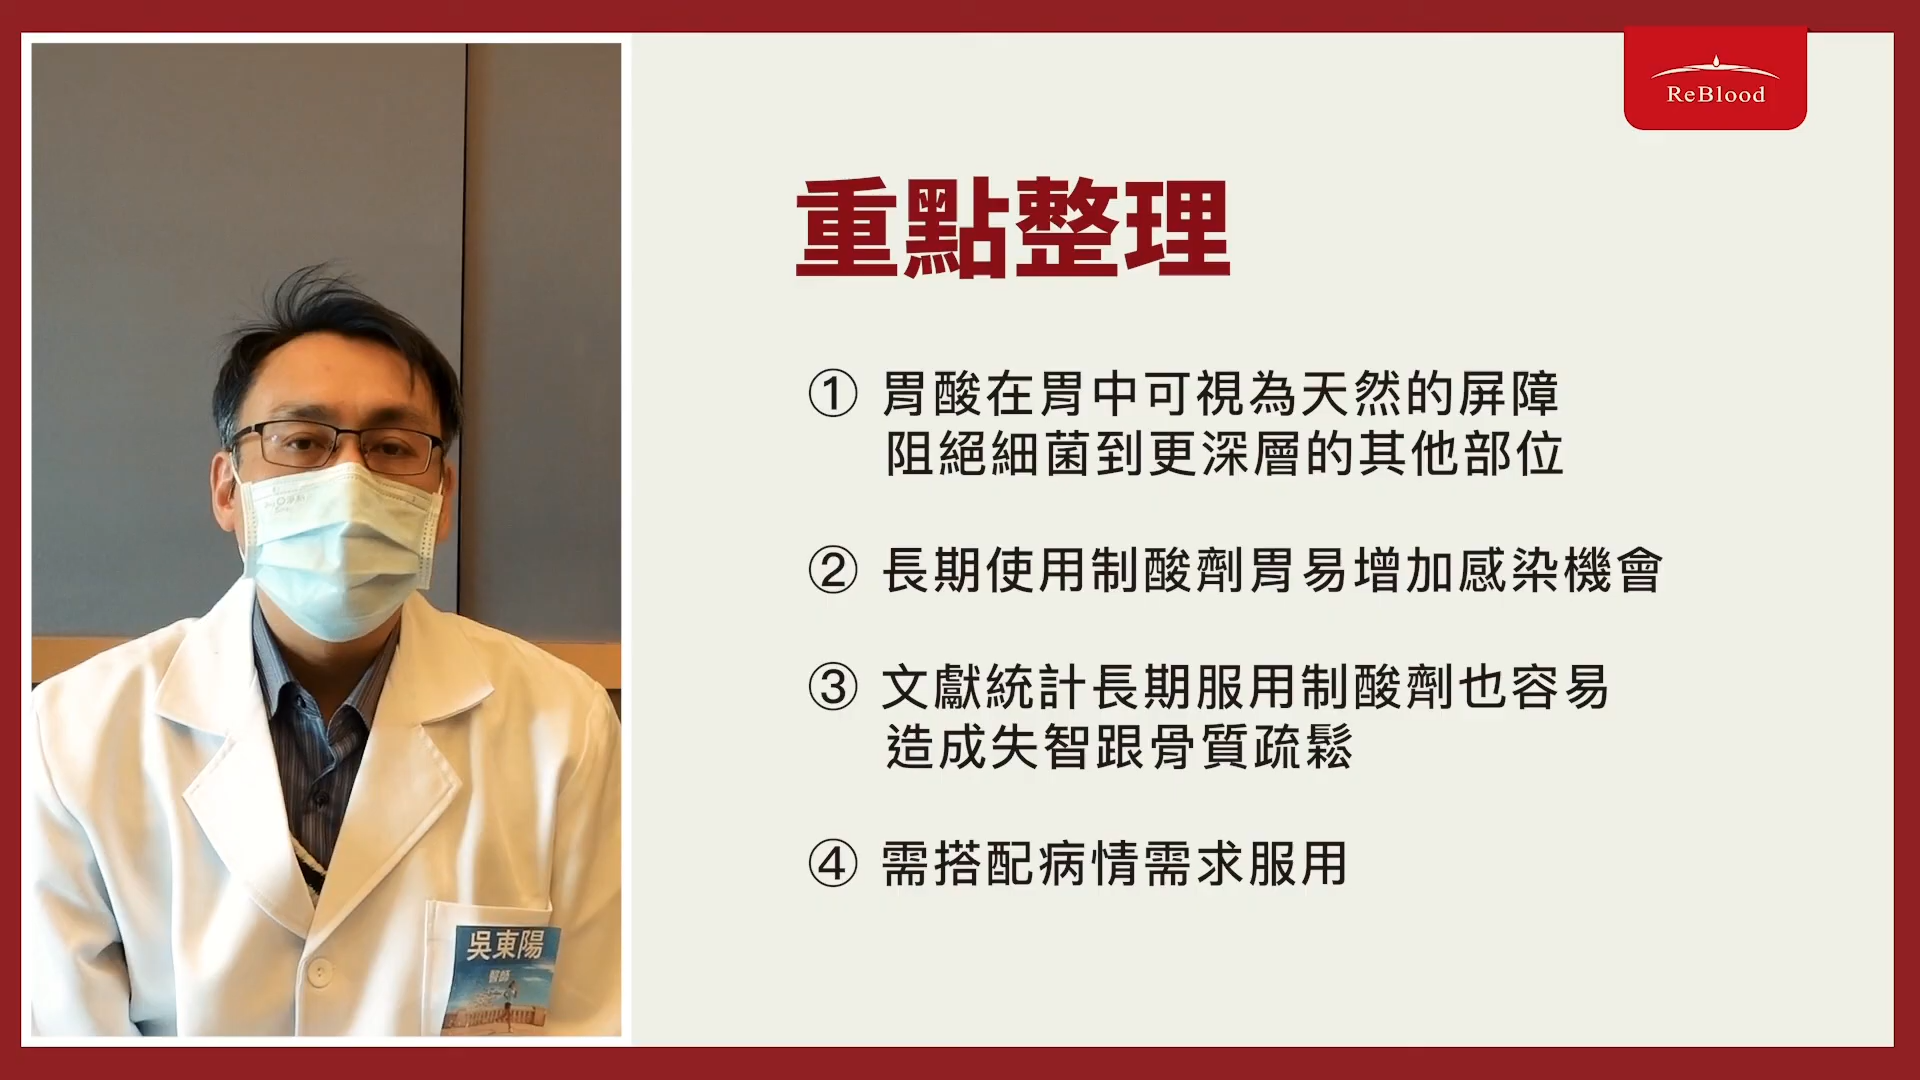 ReBlood
重點整理
① 胃酸在胃中可視為天然的屏障
阻絕細菌到更深層的其他部位
② 長期使用制酸劑胃易增加感染機會
③ 文獻統計長期服用制酸劑也容易
造成失智跟骨質疏鬆
④ 需搭配病情需求服用
吳東陽
醫師